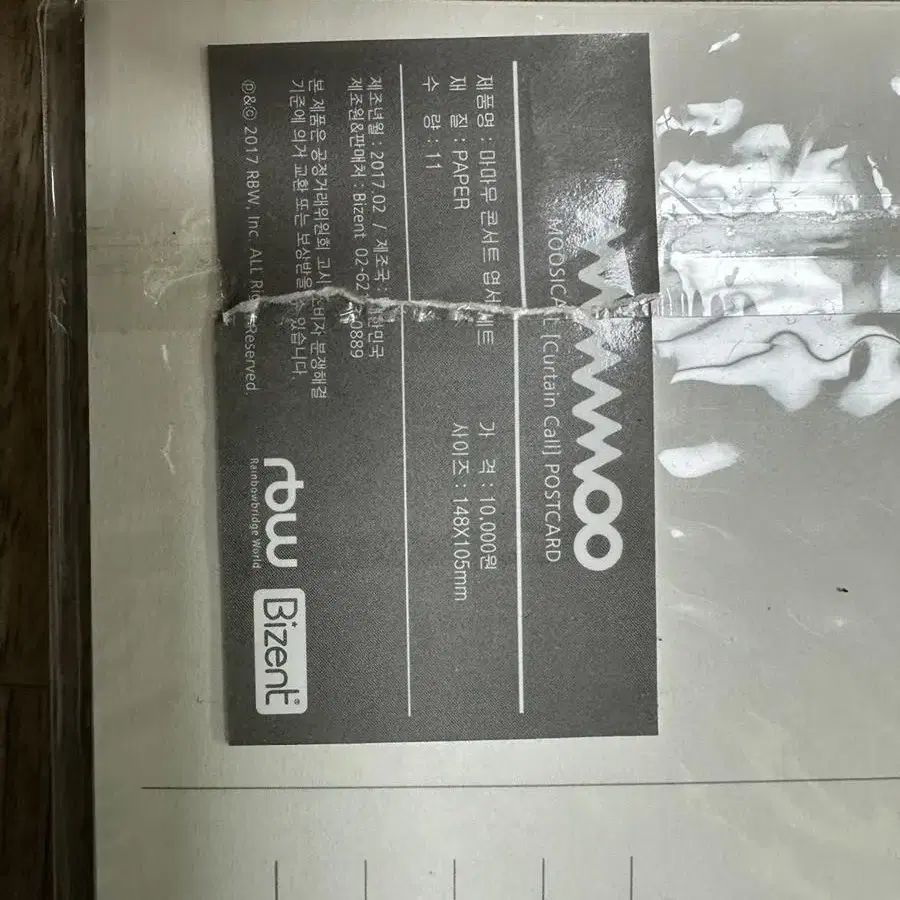 MAMAMOO
MOOSICAL [Curtain Call] POSTCARD
제품명 : 마마무 콘서트 엽서 세트 가 격 : 10.000원
재 질 : PAPER 사이즈 : 148X105mm
수 량 : 11
제조년월 : 2017.02 / 제조국 : 대한민국
제조원&판매처 : Bizent
본 제품은 공정거래위원회 고시 소비자 분쟁해결
기준에 의거 교환 또는 보상받을 수 있습니다.
℗&© 2017 RBW, Inc. ALL Rights Reserved.
rbw
Rainbowbridge World
Bizent®